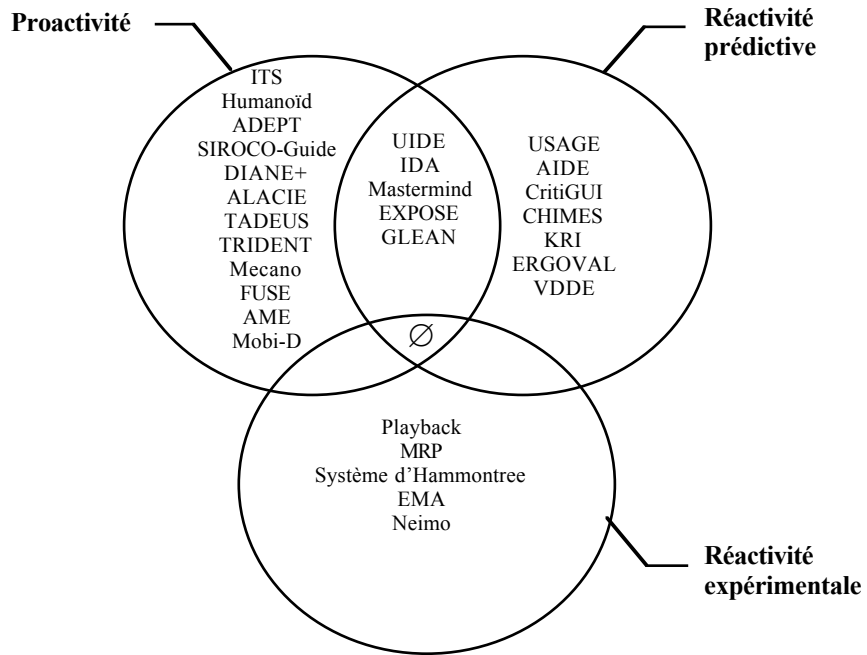 Proactivité
Réactivité
prédictive
ITS
Humanoïd
ADEPT
SIROCO-Guide
DIANE+
ALACIE
TADEUS
TRIDENT
Mecano
FUSE
AME
Mobi-D
UIDE
IDA
Mastermind
EXPOSE
GLEAN
USAGE
AIDE
CritiGUI
CHIMES
KRI
ERGOVAL
VDDE
∅
Playback
MRP
Système d'Hammontree
EMA
Neimo
Réactivité
expérimentale